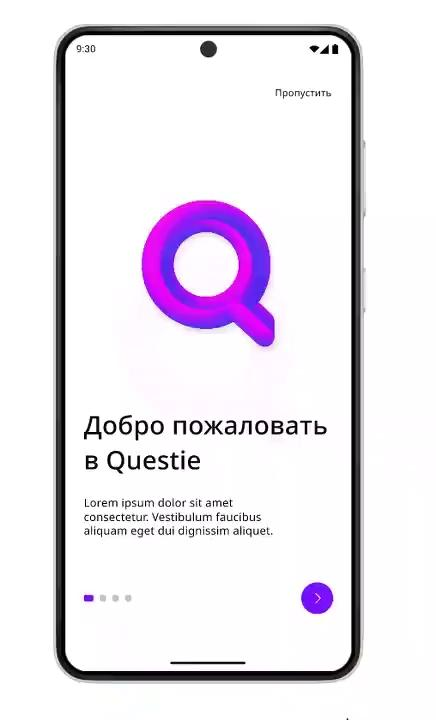 9:30
Пропустить
Добро пожаловать
в Questie
Lorem ipsum dolor sit amet
consectetur. Vestibulum faucibus
aliquam eget dui dignissim aliquet.